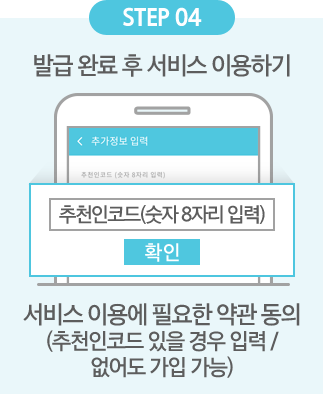 STEP 04
발급 완료 후 서비스 이용하기
추가정보 입력
추천인코드 (숫자 8자리 입력)
추천인코드(숫자 8자리 입력)
확인
서비스 이용에 필요한 약관 동의
(추천인코드 있을 경우 입력 /
없어도 가입 가능)